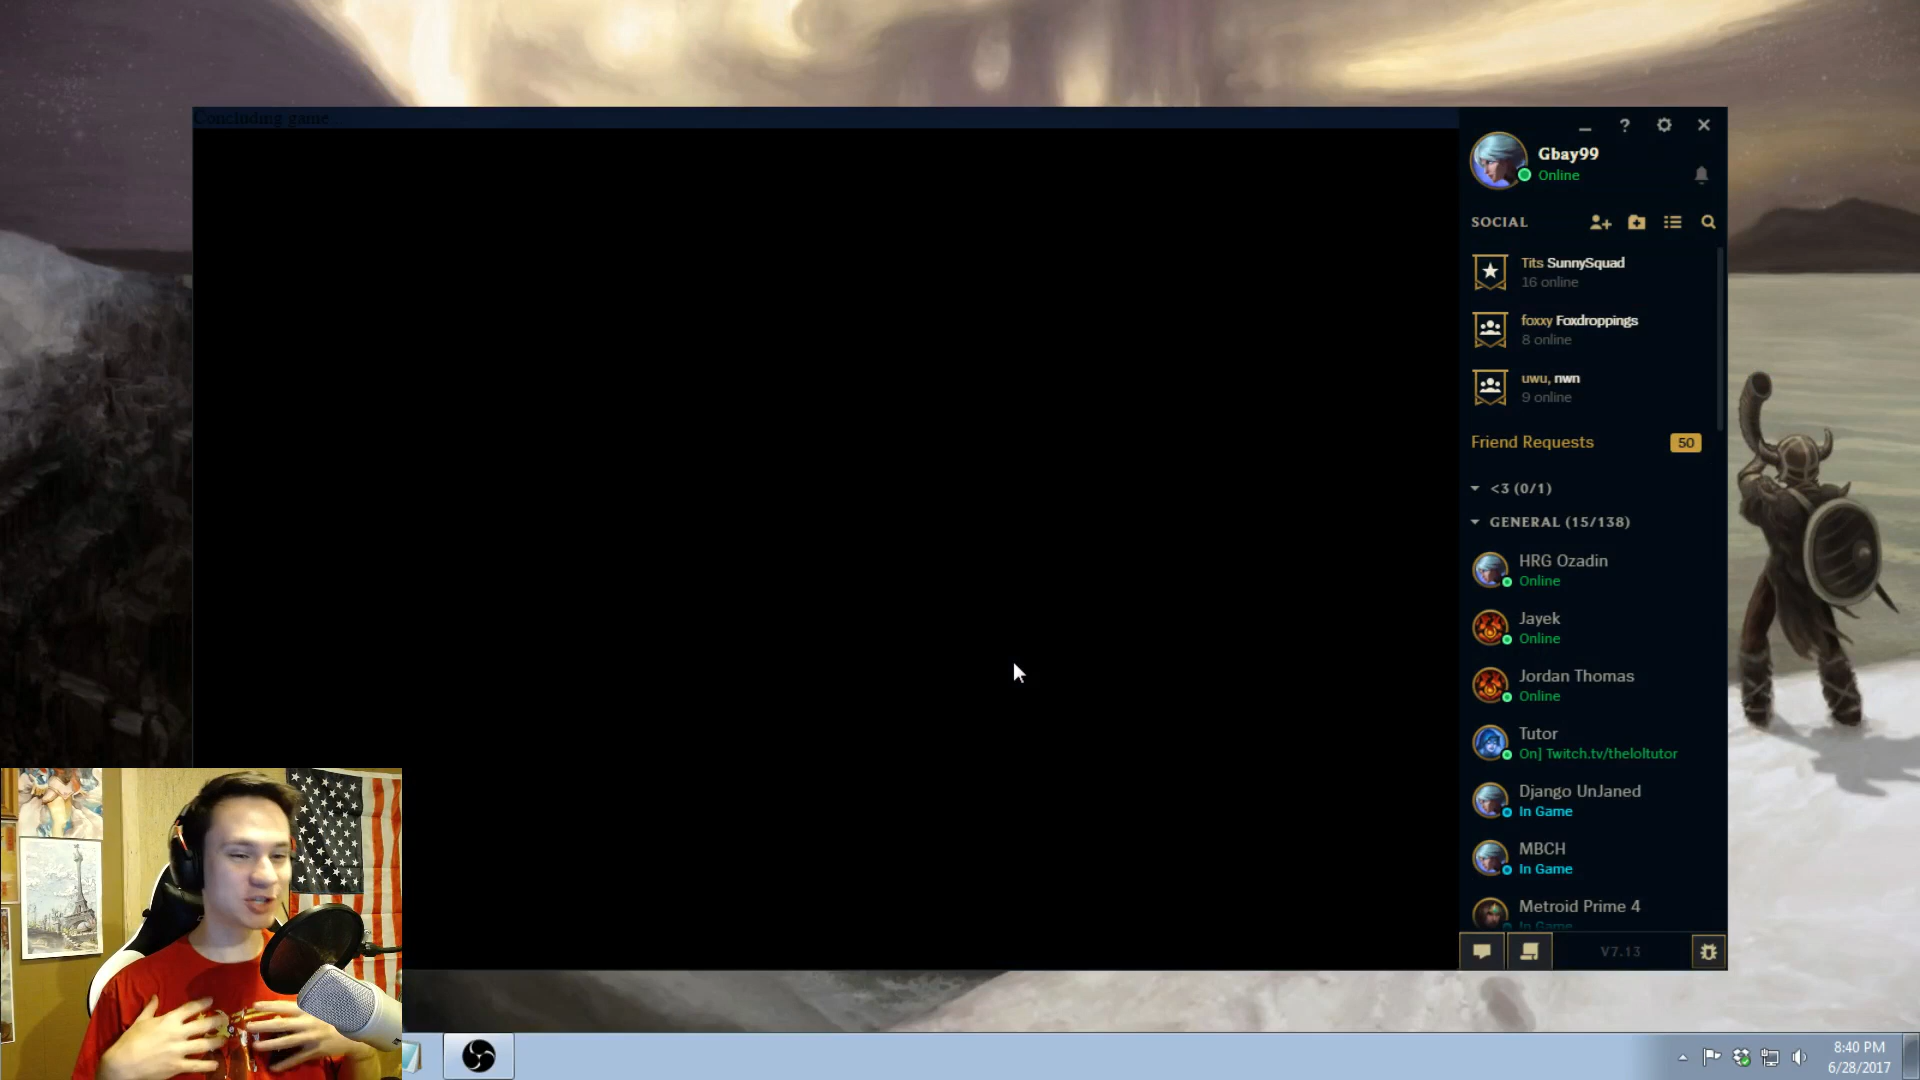 Concluding game...
Gbay99
Online
SOCIAL
Tits SunnySquad
16 online
foxxy Foxdroppings
8 online
uwu, nwn
9 online
Friend Requests
50
<3 (0/1)
GENERAL (15/138)
HRG Ozadin
Online
Jayek
Online
Jordan Thomas
Online
Tutor
On] Twitch.tv/theloltutor
Django UnJaned
In Game
MBCH
In Game
Metroid Prime 4
In Game
V7.13
8:40 PM
6/28/2017